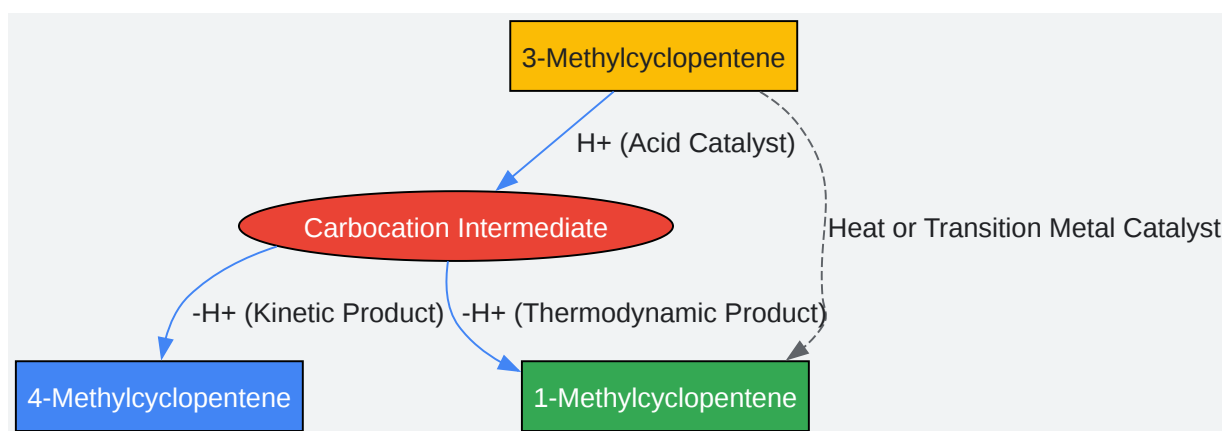 3-Methylcyclopentene
H+ (Acid Catalyst)
Carbocation Intermediate
Heat or Transition Metal Catalyst
-H+ (Kinetic Product)
-H+ (Thermodynamic Product)
4-Methylcyclopentene
1-Methylcyclopentene